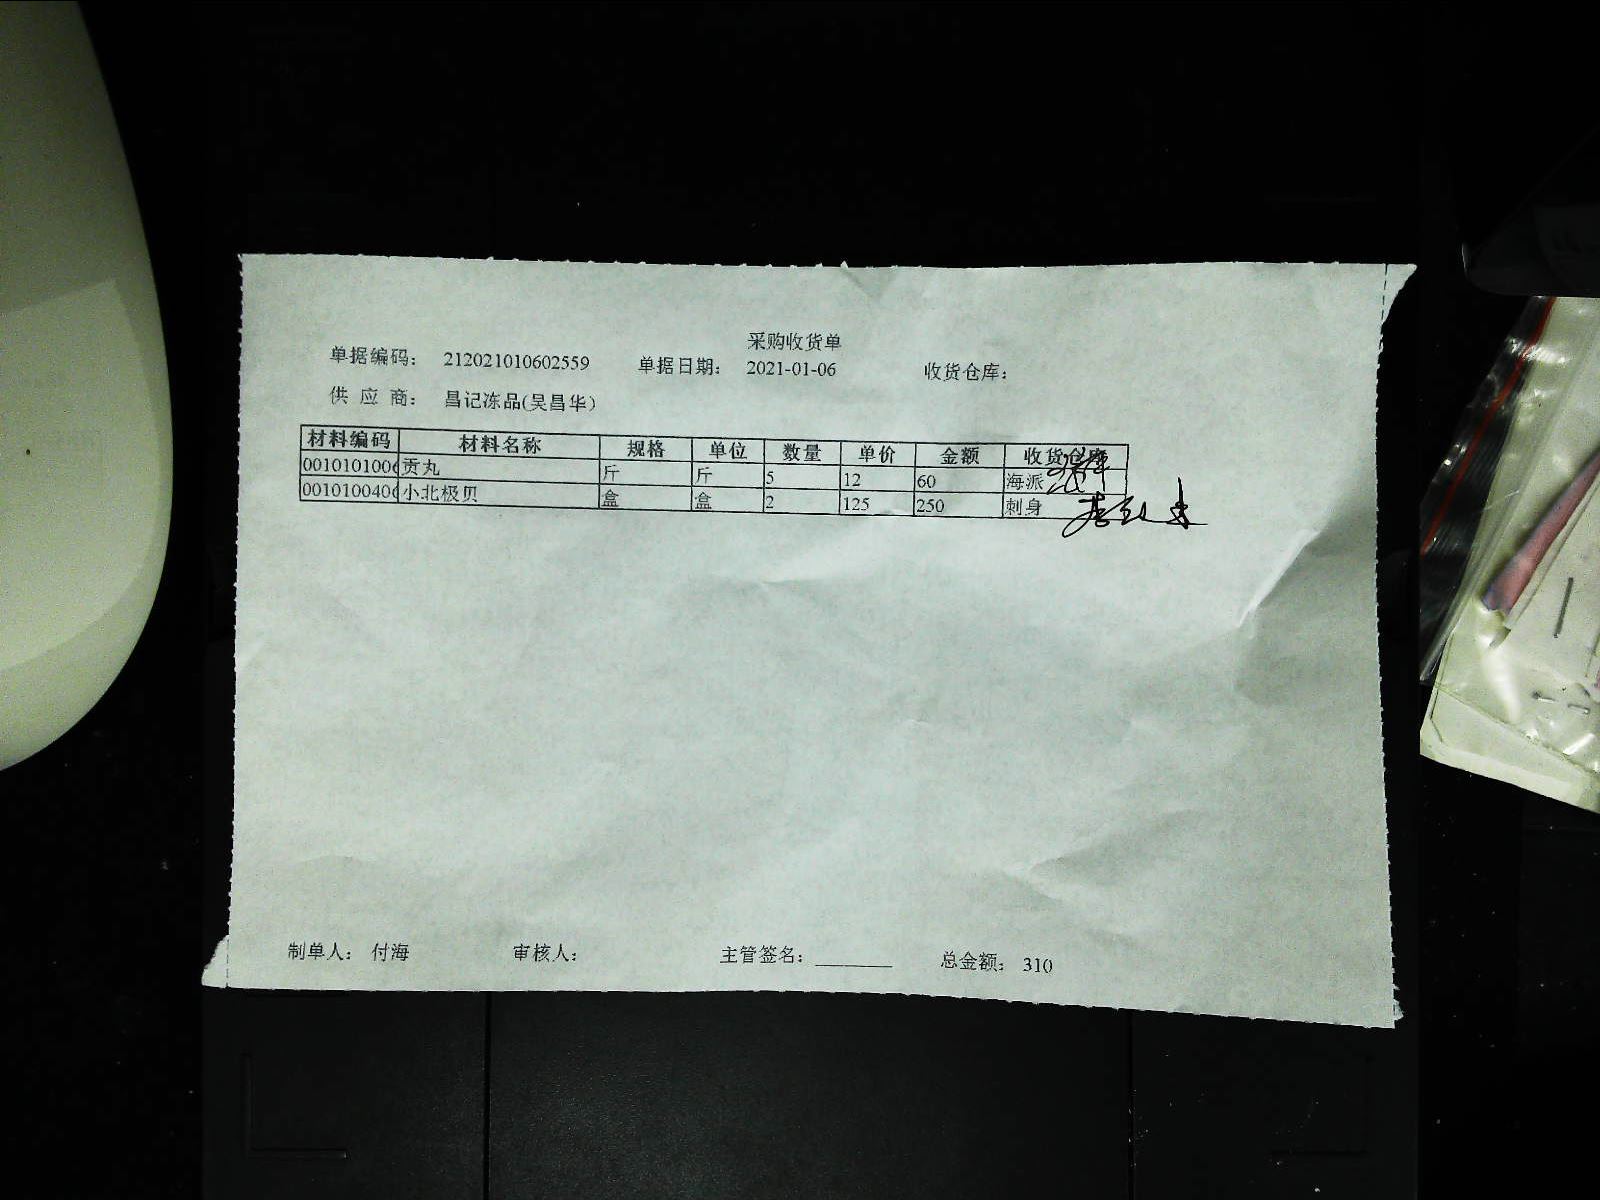 采购收货单
单据编码： 212021010602559 单据日期： 2021-01-06 收货仓库：
供 应 商： 昌记冻品(吴昌华)
材料编码 材料名称 规格 单位 数量 单价 金额 收货仓库
0010101006 贡丸 斤 斤 5 12 60 海派
0010100406 小北极贝 盒 盒 2 125 250 刺身
制单人： 付海 审核人： 主管签名： ________ 总金额： 310